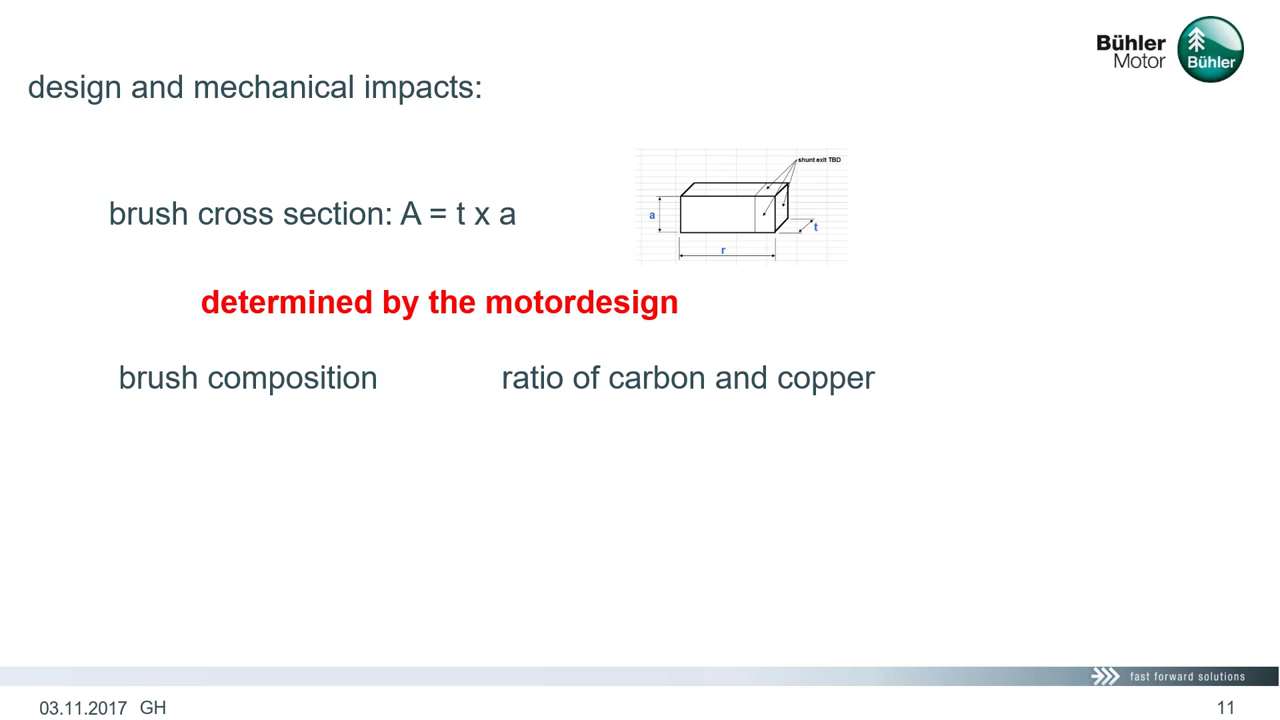 Bühler
Motor
Bühler
design and mechanical impacts:
shunt exit TBD
brush cross section: A = t x a
a
t
r
determined by the motordesign
brush composition
ratio of carbon and copper
fast forward solutions
03.11.2017 GH
11